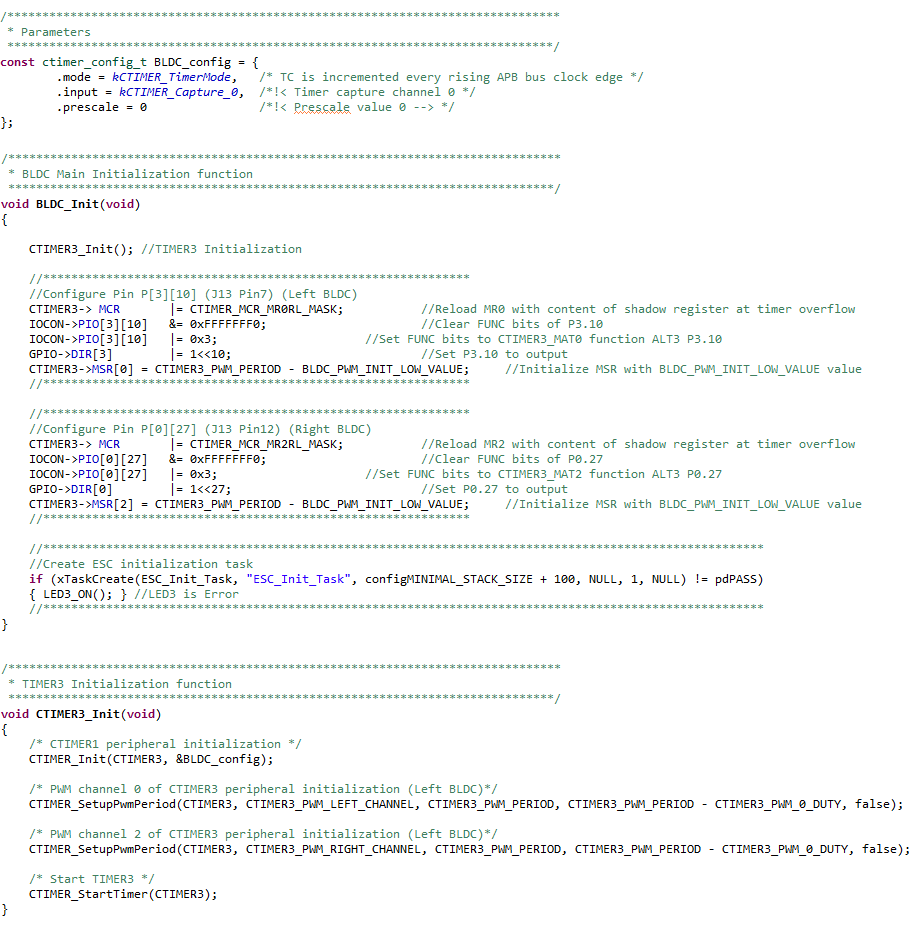 /*******************************************************************************
 * Parameters
 ******************************************************************************/
const ctimer_config_t BLDC_config = {
        .mode = kCTIMER_TimerMode,   /* TC is incremented every rising APB bus clock edge */
        .input = kCTIMER_Capture_0,  /*!< Timer capture channel 0 */
        .prescale = 0                /*!< Prescale value 0 --> */
};
/*******************************************************************************
 * BLDC Main Initialization function
 ******************************************************************************/
void BLDC_Init(void)
{
    CTIMER3_Init(); //TIMER3 Initialization
    //*************************************************************
    //Configure Pin P[3][10] (J13 Pin7) (Left BLDC)
    CTIMER3-> MCR       |= CTIMER_MCR_MR0RL_MASK;           //Reload MR0 with content of shadow register at timer overflow
    IOCON->PIO[3][10]   &= 0xFFFFFFF0;                      //Clear FUNC bits of P3.10
    IOCON->PIO[3][10]   |= 0x3;                     //Set FUNC bits to CTIMER3_MAT0 function ALT3 P3.10
    GPIO->DIR[3]        |= 1<<10;                           //Set P3.10 to output
    CTIMER3->MSR[0] = CTIMER3_PWM_PERIOD - BLDC_PWM_INIT_LOW_VALUE;     //Initialize MSR with BLDC_PWM_INIT_LOW_VALUE value
    //*************************************************************
    //*************************************************************
    //Configure Pin P[0][27] (J13 Pin12) (Right BLDC)
    CTIMER3-> MCR       |= CTIMER_MCR_MR2RL_MASK;           //Reload MR2 with content of shadow register at timer overflow
    IOCON->PIO[0][27]   &= 0xFFFFFFF0;                      //Clear FUNC bits of P0.27
    IOCON->PIO[0][27]   |= 0x3;                     //Set FUNC bits to CTIMER3_MAT2 function ALT3 P0.27
    GPIO->DIR[0]        |= 1<<27;                           //Set P0.27 to output
    CTIMER3->MSR[2] = CTIMER3_PWM_PERIOD - BLDC_PWM_INIT_LOW_VALUE;     //Initialize MSR with BLDC_PWM_INIT_LOW_VALUE value
    //*************************************************************
    //*******************************************************************************************************
    //Create ESC initialization task
    if (xTaskCreate(ESC_Init_Task, "ESC_Init_Task", configMINIMAL_STACK_SIZE + 100, NULL, 1, NULL) != pdPASS)
    { LED3_ON(); } //LED3 is Error
    //*******************************************************************************************************
}
/*******************************************************************************
 * TIMER3 Initialization function
 ******************************************************************************/
void CTIMER3_Init(void)
{
    /* CTIMER1 peripheral initialization */
    CTIMER_Init(CTIMER3, &BLDC_config);
    /* PWM channel 0 of CTIMER3 peripheral initialization (Left BLDC)*/
    CTIMER_SetupPwmPeriod(CTIMER3, CTIMER3_PWM_LEFT_CHANNEL, CTIMER3_PWM_PERIOD, CTIMER3_PWM_PERIOD - CTIMER3_PWM_0_DUTY, false);
    /* PWM channel 2 of CTIMER3 peripheral initialization (Left BLDC)*/
    CTIMER_SetupPwmPeriod(CTIMER3, CTIMER3_PWM_RIGHT_CHANNEL, CTIMER3_PWM_PERIOD, CTIMER3_PWM_PERIOD - CTIMER3_PWM_0_DUTY, false);
    /* Start TIMER3 */
    CTIMER_StartTimer(CTIMER3);
}